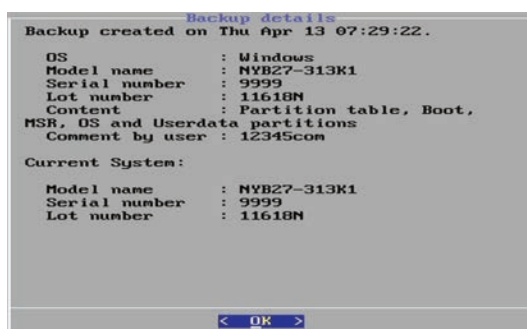 Backup details
Backup created on Thu Apr 13 07:29:22.
OS : Windows
Model name : NYB27-313K1
Serial number : 9999
Lot number : 11618N
Content : Partition table, Boot,
MSR, OS and Userdata partitions
Comment by user : 12345com
Current System:
Model name : NYB27-313K1
Serial number : 9999
Lot number : 11618N
< OK >